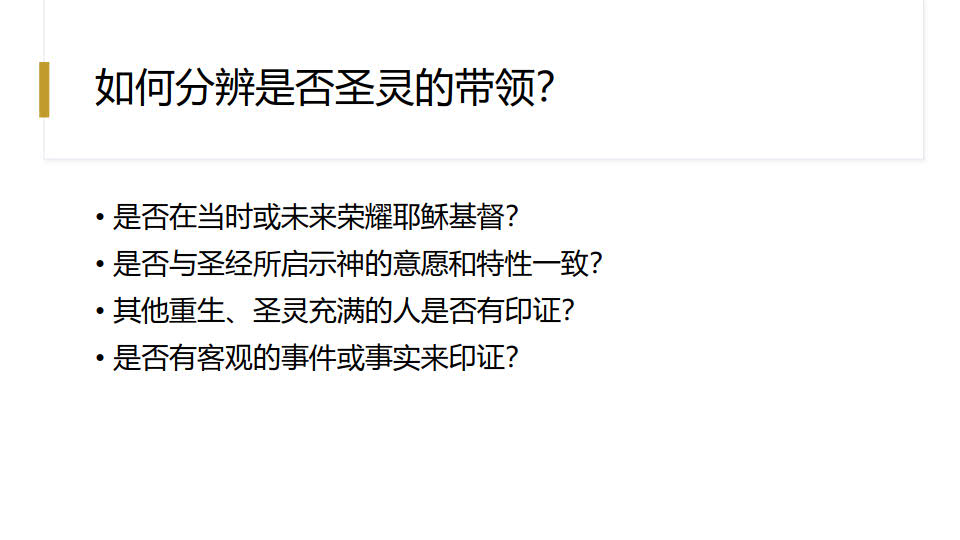 如何分辨是否圣灵的带领？
• 是否在当时或未来荣耀耶稣基督？
• 是否与圣经所启示神的意愿和特性一致？
• 其他重生、圣灵充满的人是否有印证？
• 是否有客观的事件或事实来印证？